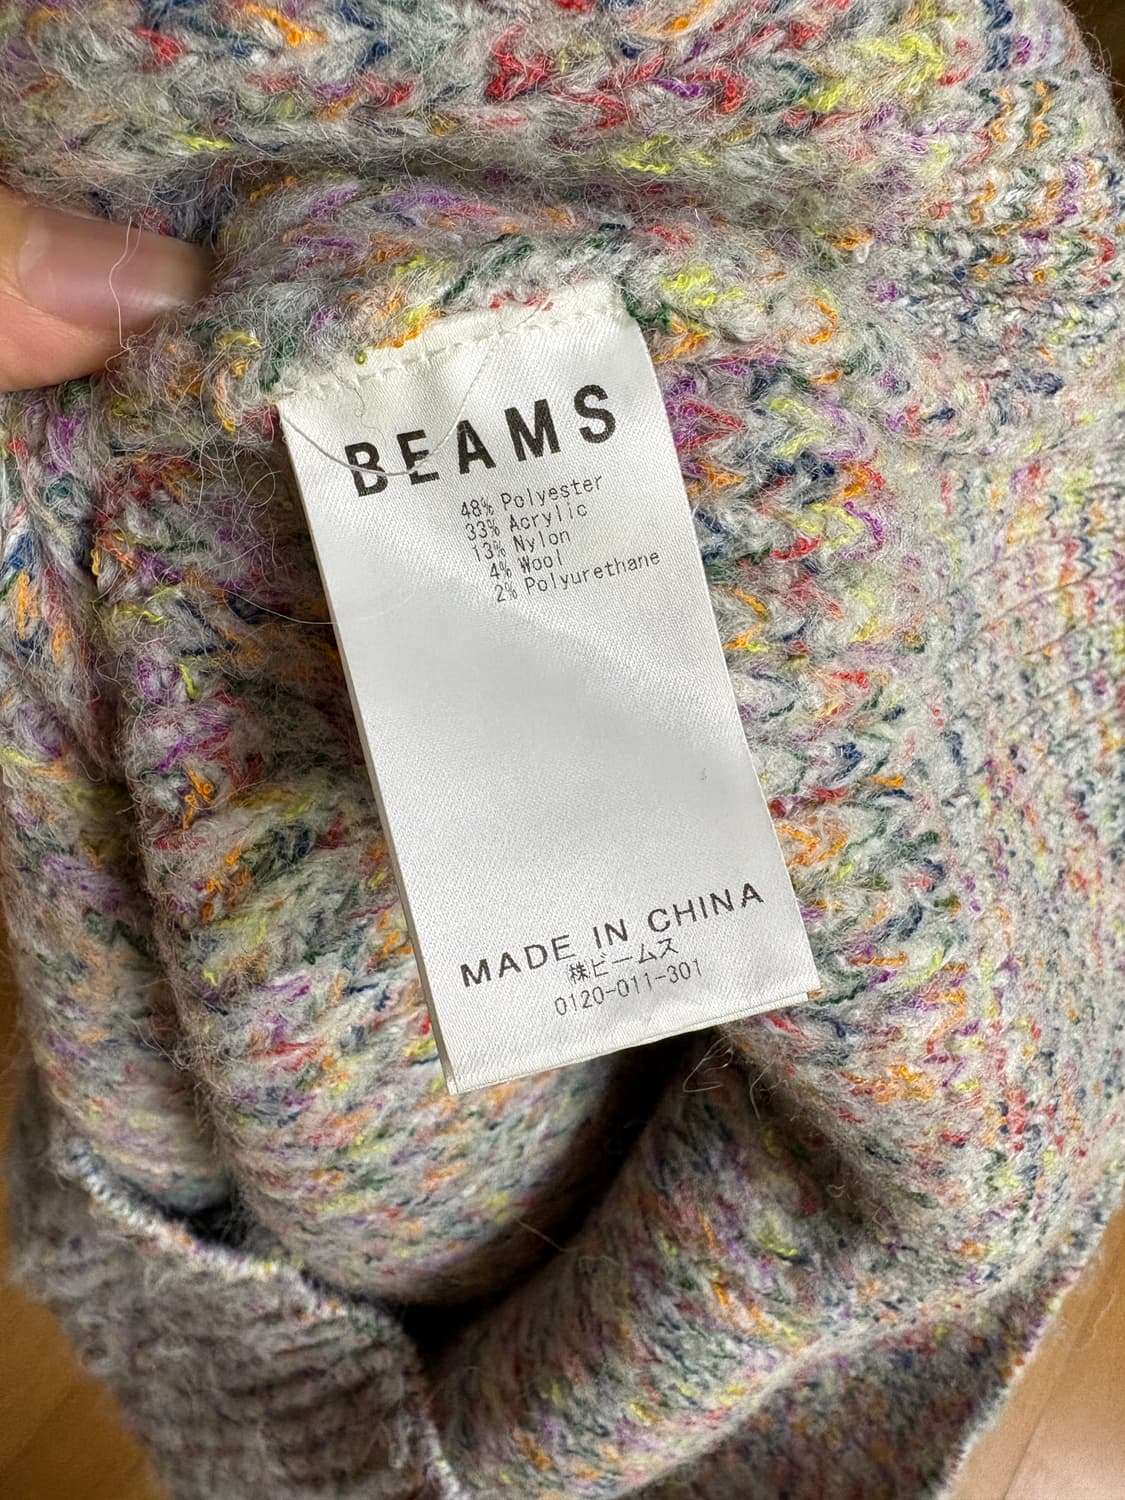 BEAMS
48% Polyester
33% Acrylic
13% Nylon
4% Wool
2% Polyurethane
MADE IN CHINA
㈱ビームス
0120-011-301